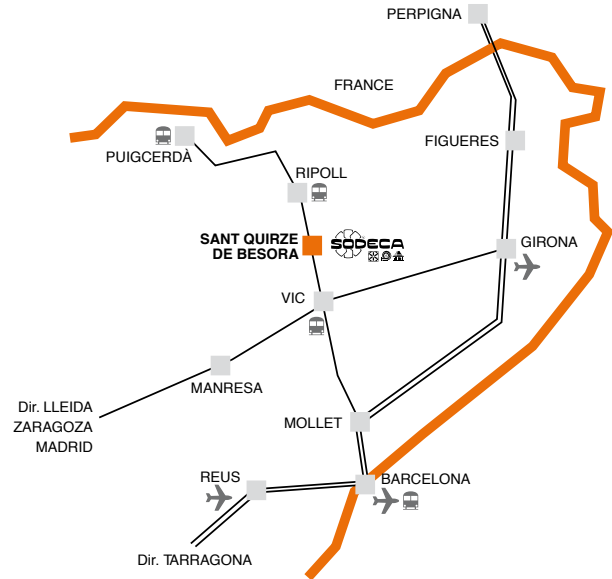 PERPIGNA
FRANCE
FIGUERES
PUIGCERDÀ
RIPOLL
SANT QUIRZE
DE BESORA
SODECA
GIRONA
VIC
MANRESA
Dir. LLEIDA
ZARAGOZA
MADRID
MOLLET
REUS
BARCELONA
Dir. TARRAGONA